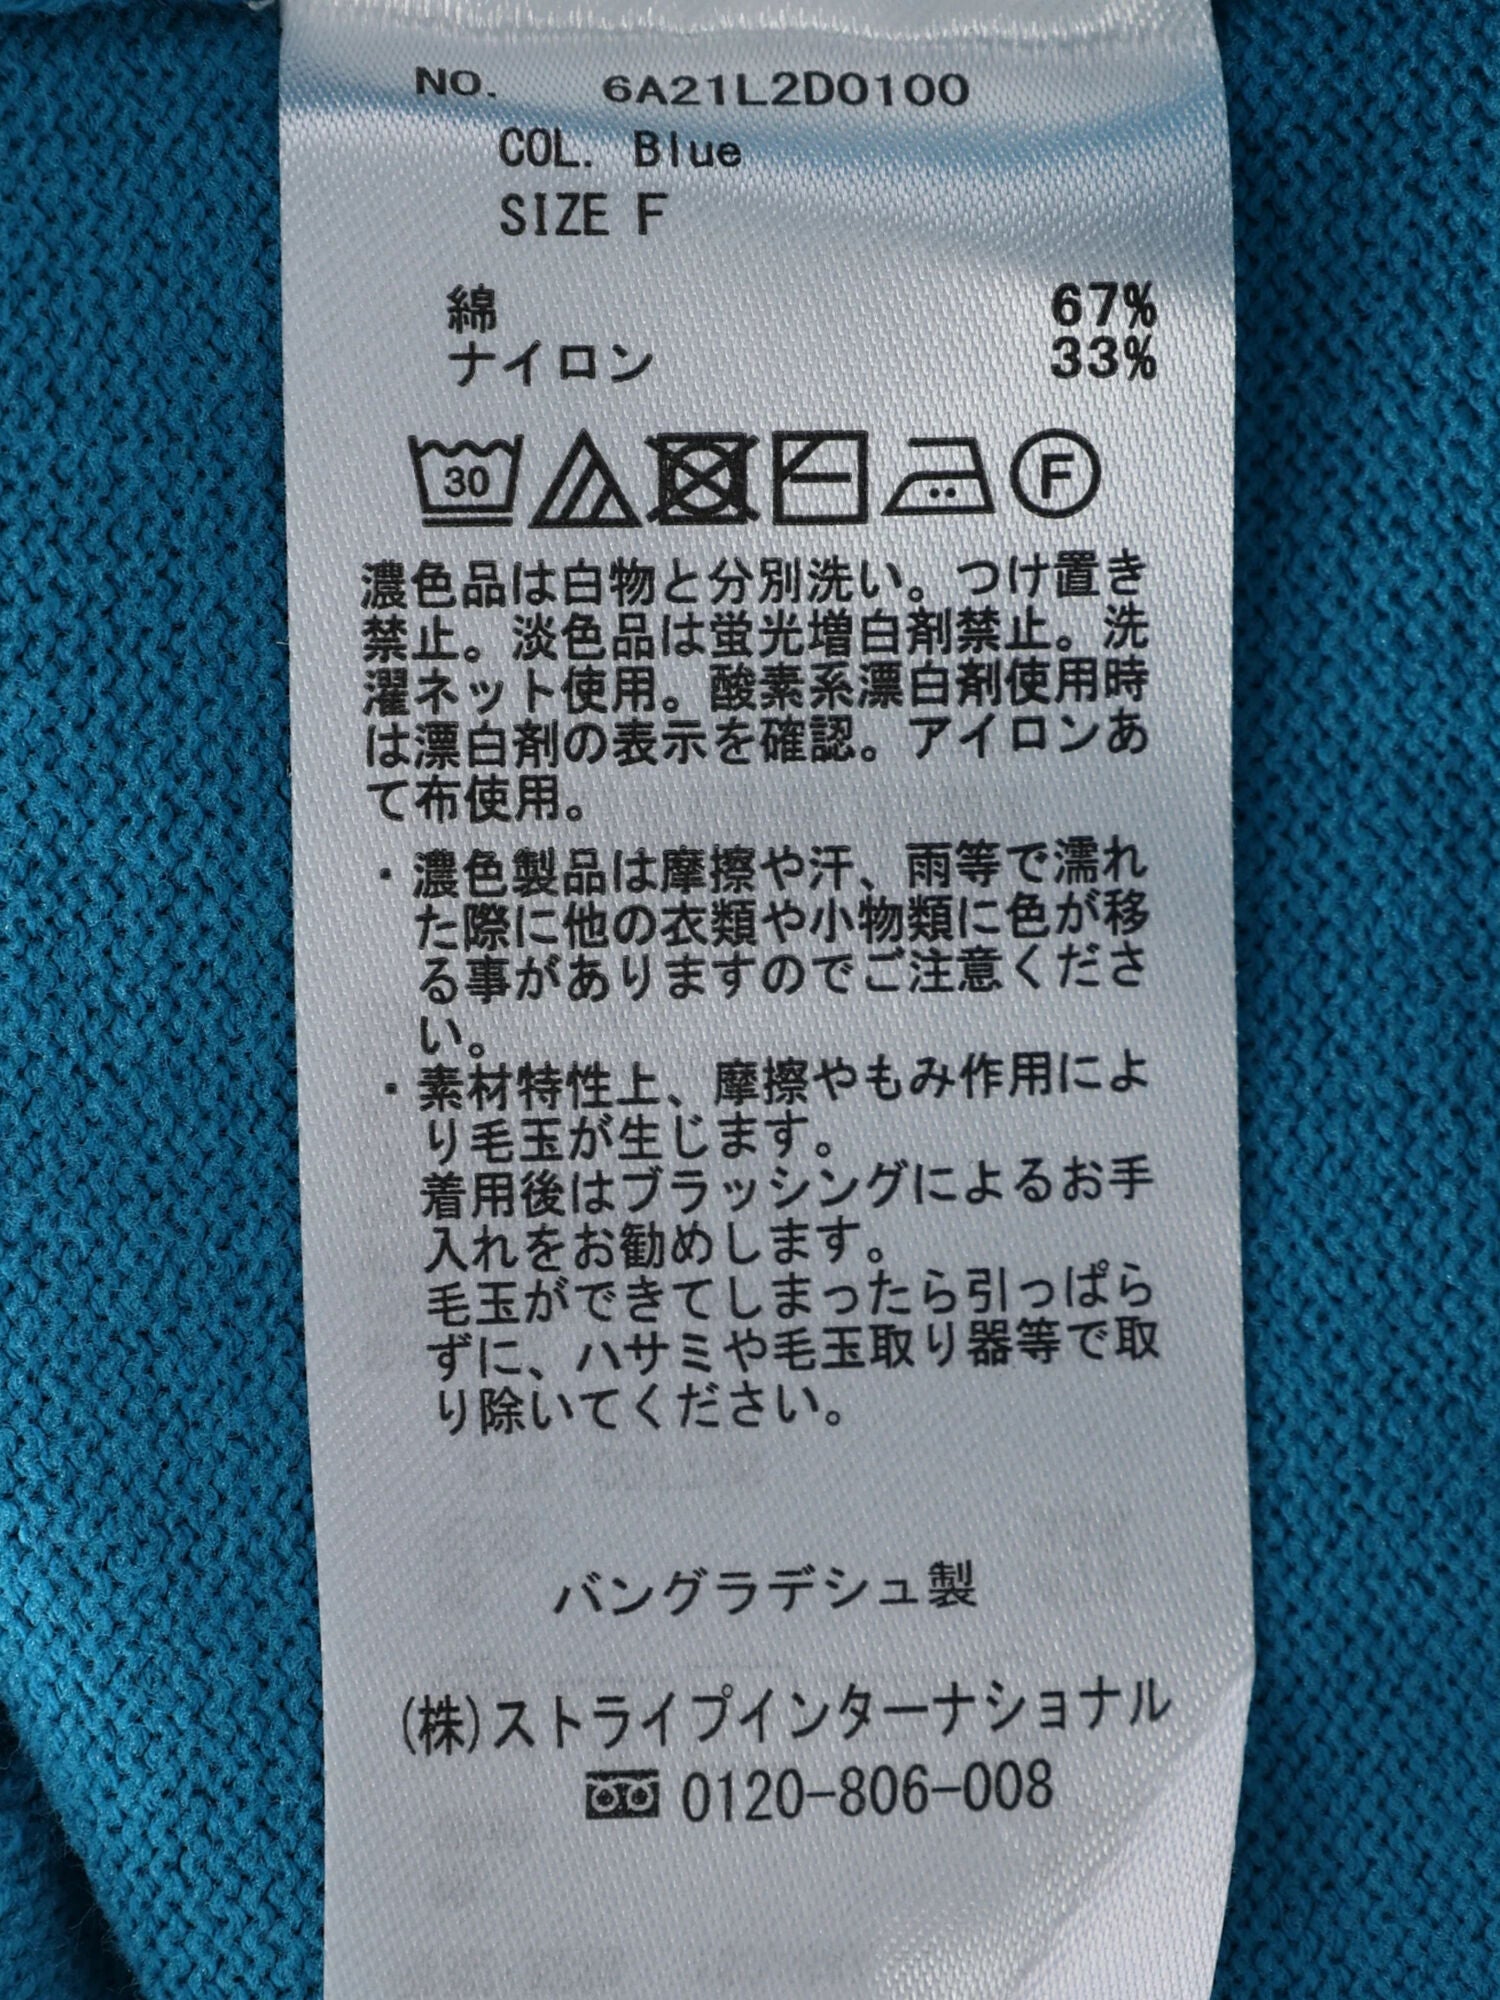 NO. 6A21L2D0100
COL. Blue
SIZE F
綿 67%
ナイロン 33%
30 F
濃色品は白物と分別洗い。つけ置き
禁止。淡色品は蛍光増白剤禁止。洗
濯ネット使用。酸素系漂白剤使用時
は漂白剤の表示を確認。アイロンあ
て布使用。
・濃色製品は摩擦や汗、雨等で濡れ
た際に他の衣類や小物類に色が移
る事がありますのでご注意くださ
い。
・素材特性上、摩擦やもみ作用によ
り毛玉が生じます。
着用後はブラッシングによるお手
入れをお勧めします。
毛玉ができてしまったら引っぱら
ずに、ハサミや毛玉取り器等で取
り除いてください。
バングラデシュ製
(株)ストライプインターナショナル
0120-806-008